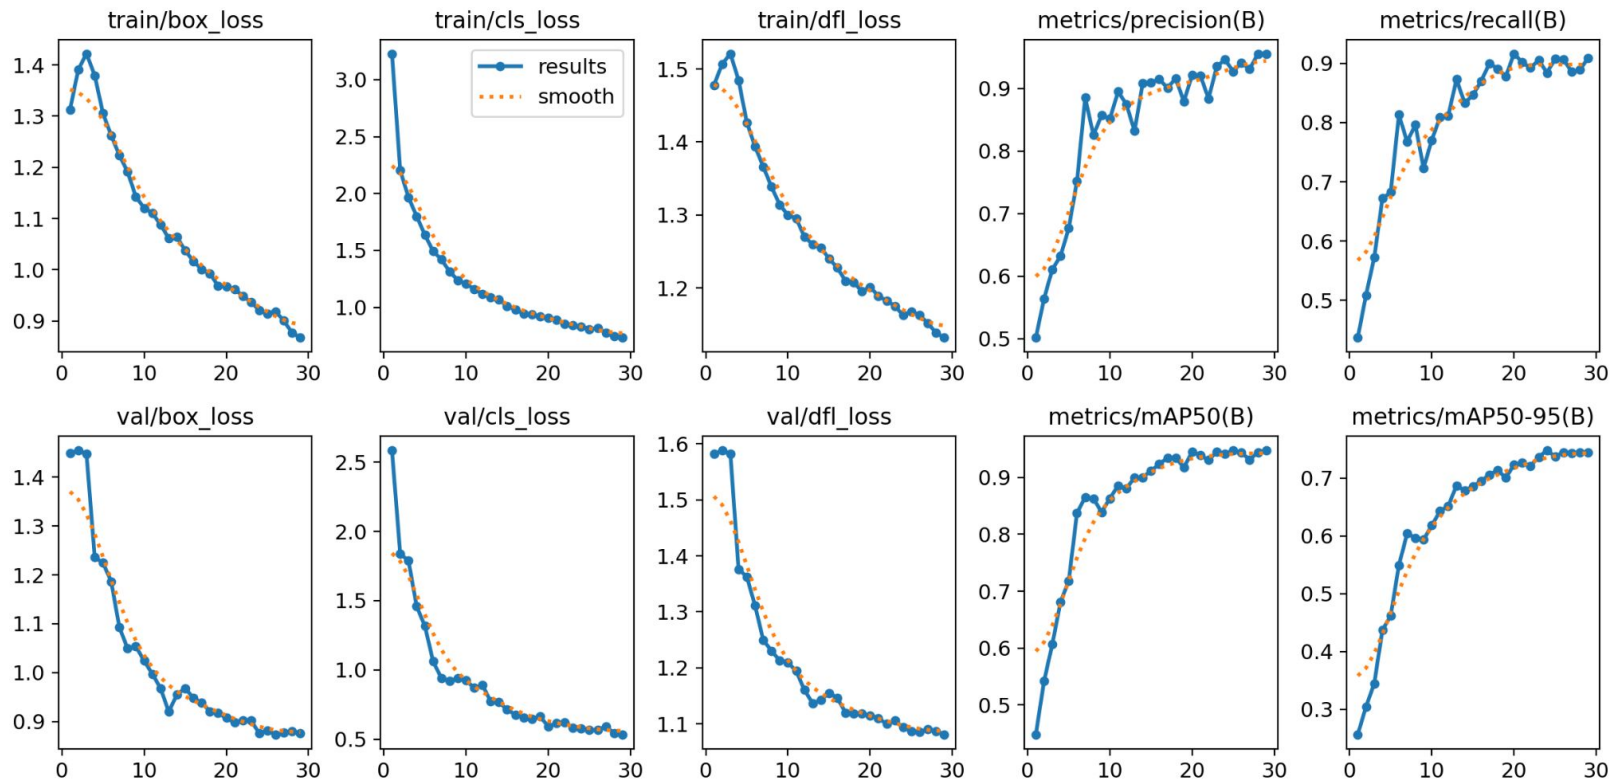 train/box_loss
train/cls_loss
train/dfl_loss
metrics/precision(B)
metrics/recall(B)
1.4
1.3
1.2
1.1
1.0
0.9
0 10 20 30
3.0
2.5
2.0
1.5
1.0
0 10 20 30
results
smooth
1.5
1.4
1.3
1.2
0 10 20 30
0.9
0.8
0.7
0.6
0.5
0 10 20 30
0.9
0.8
0.7
0.6
0.5
0 10 20 30
val/box_loss
val/cls_loss
val/dfl_loss
metrics/mAP50(B)
metrics/mAP50-95(B)
1.4
1.3
1.2
1.1
1.0
0.9
0 10 20 30
2.5
2.0
1.5
1.0
0.5
0 10 20 30
1.6
1.5
1.4
1.3
1.2
1.1
0 10 20 30
0.9
0.8
0.7
0.6
0.5
0 10 20 30
0.7
0.6
0.5
0.4
0.3
0 10 20 30